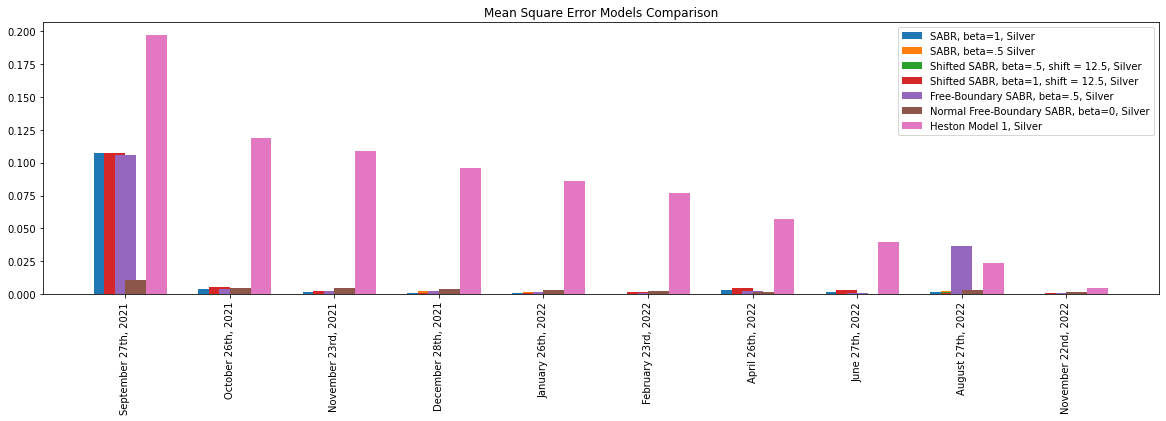 Mean Square Error Models Comparison
0.200
0.175
0.150
0.125
0.100
0.075
0.050
0.025
0.000
SABR, beta=1, Silver
SABR, beta=.5 Silver
Shifted SABR, beta=.5, shift = 12.5, Silver
Shifted SABR, beta=1, shift = 12.5, Silver
Free-Boundary SABR, beta=.5, Silver
Normal Free-Boundary SABR, beta=0, Silver
Heston Model 1, Silver
September 27th, 2021
October 26th, 2021
November 23rd, 2021
December 28th, 2021
January 26th, 2022
February 23rd, 2022
April 26th, 2022
June 27th, 2022
August 27th, 2022
November 22nd, 2022